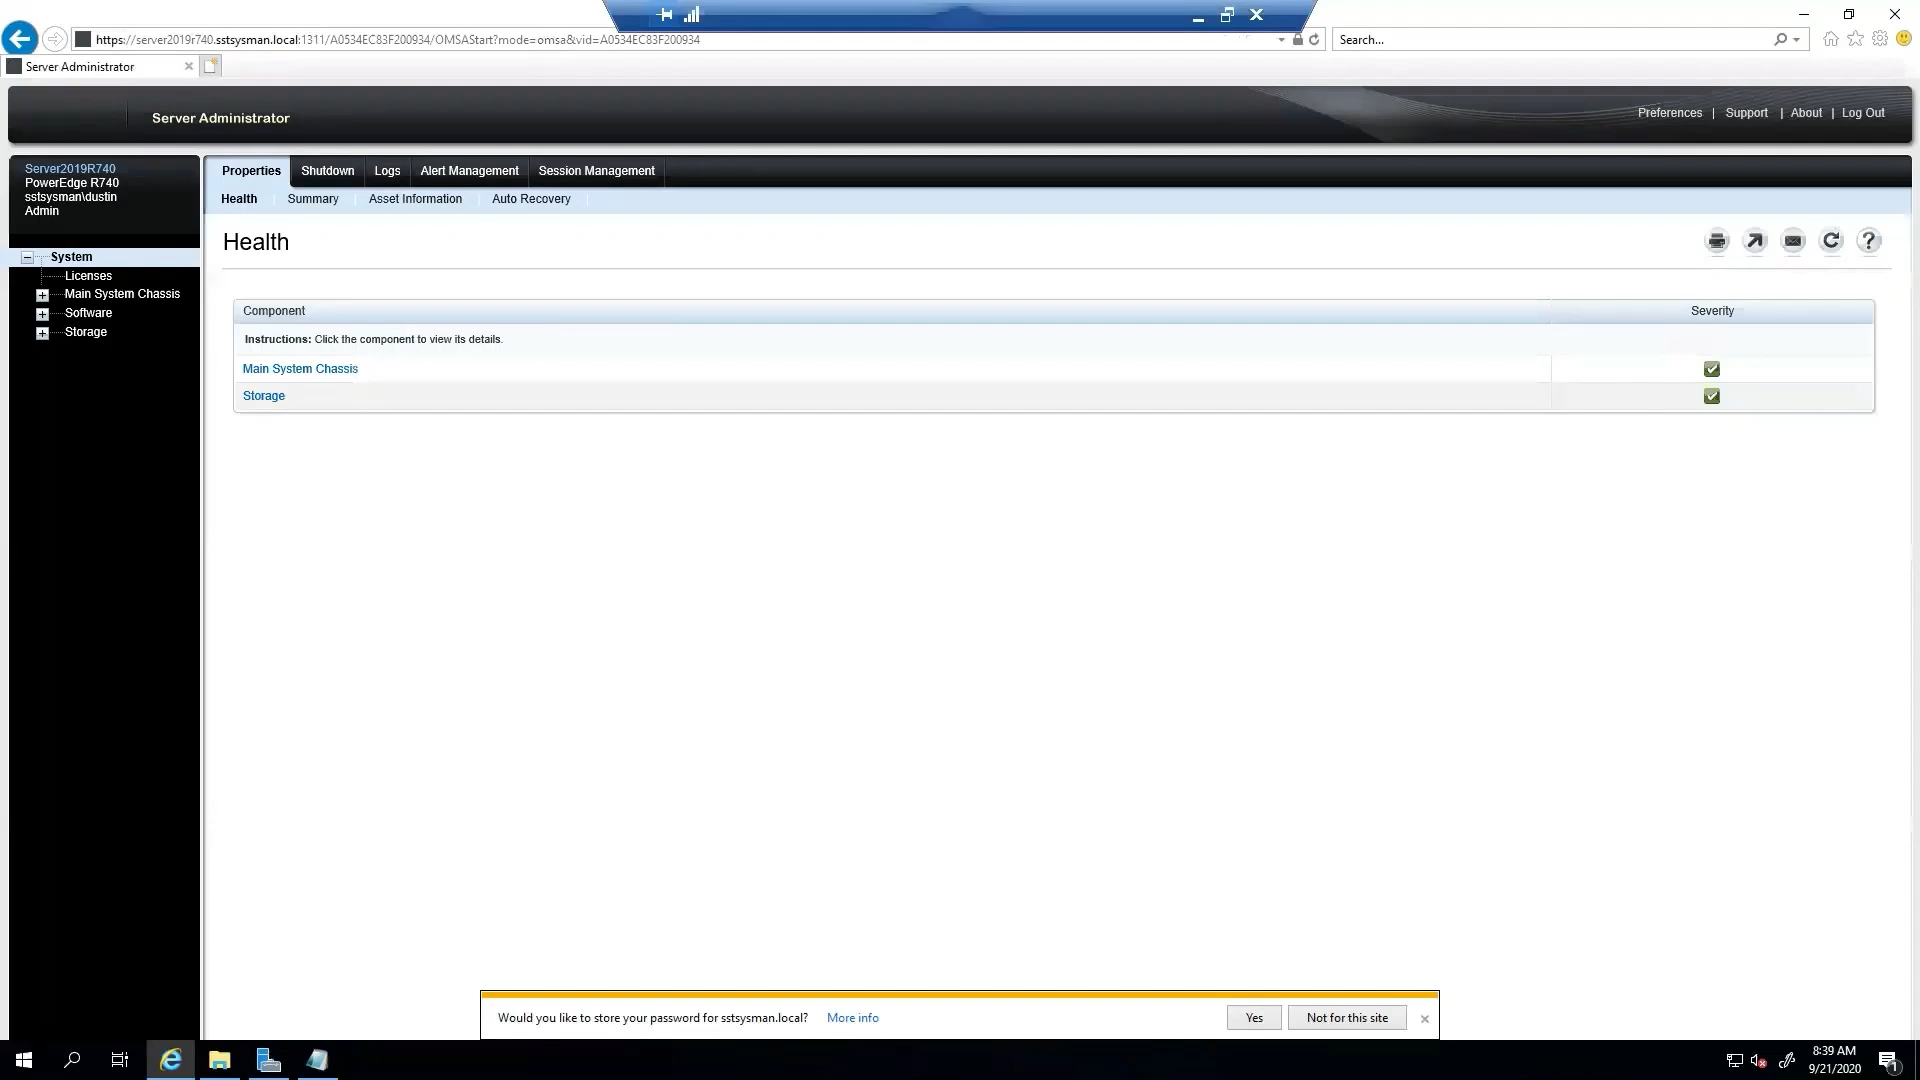 https://server2019r740.sstsysman.local:1311/A0534EC83F200934/OMSAStart?mode=omsa&vid=A0534EC83F200934
Search...
Server Administrator
Server Administrator
Preferences | Support | About | Log Out
Server2019R740
PowerEdge R740
sstsysman\dustin
Admin
Properties Shutdown Logs Alert Management Session Management
Health Summary Asset Information Auto Recovery
System
Licenses
Main System Chassis
Software
Storage
Health
Component Severity
Instructions: Click the component to view its details.
Main System Chassis
Storage
Would you like to store your password for sstsysman.local? More info Yes Not for this site
8:39 AM
9/21/2020
1